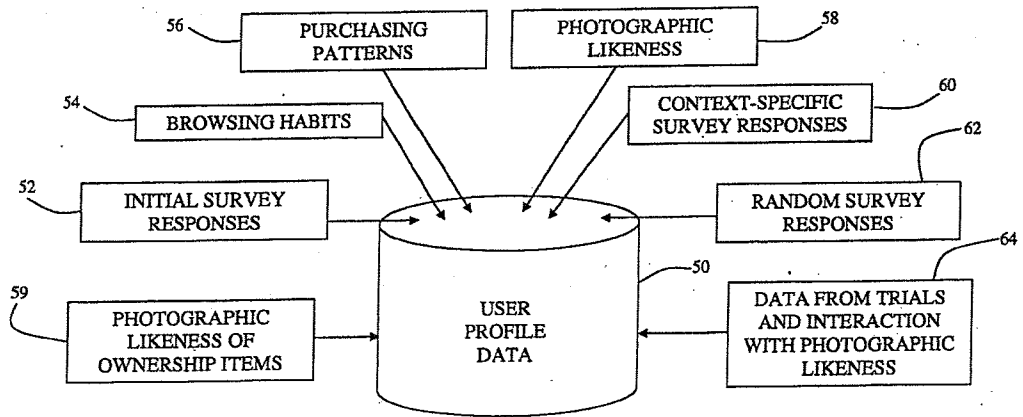 56
PURCHASING
PATTERNS
PHOTOGRAPHIC
LIKENESS
58
54
BROWSING HABITS
CONTEXT-SPECIFIC
SURVEY RESPONSES
60
52
INITIAL SURVEY
RESPONSES
RANDOM SURVEY
RESPONSES
62
59
PHOTOGRAPHIC
LIKENESS OF
OWNERSHIP ITEMS
USER
PROFILE
DATA
50
DATA FROM TRIALS
AND INTERACTION
WITH PHOTOGRAPHIC
LIKENESS
64